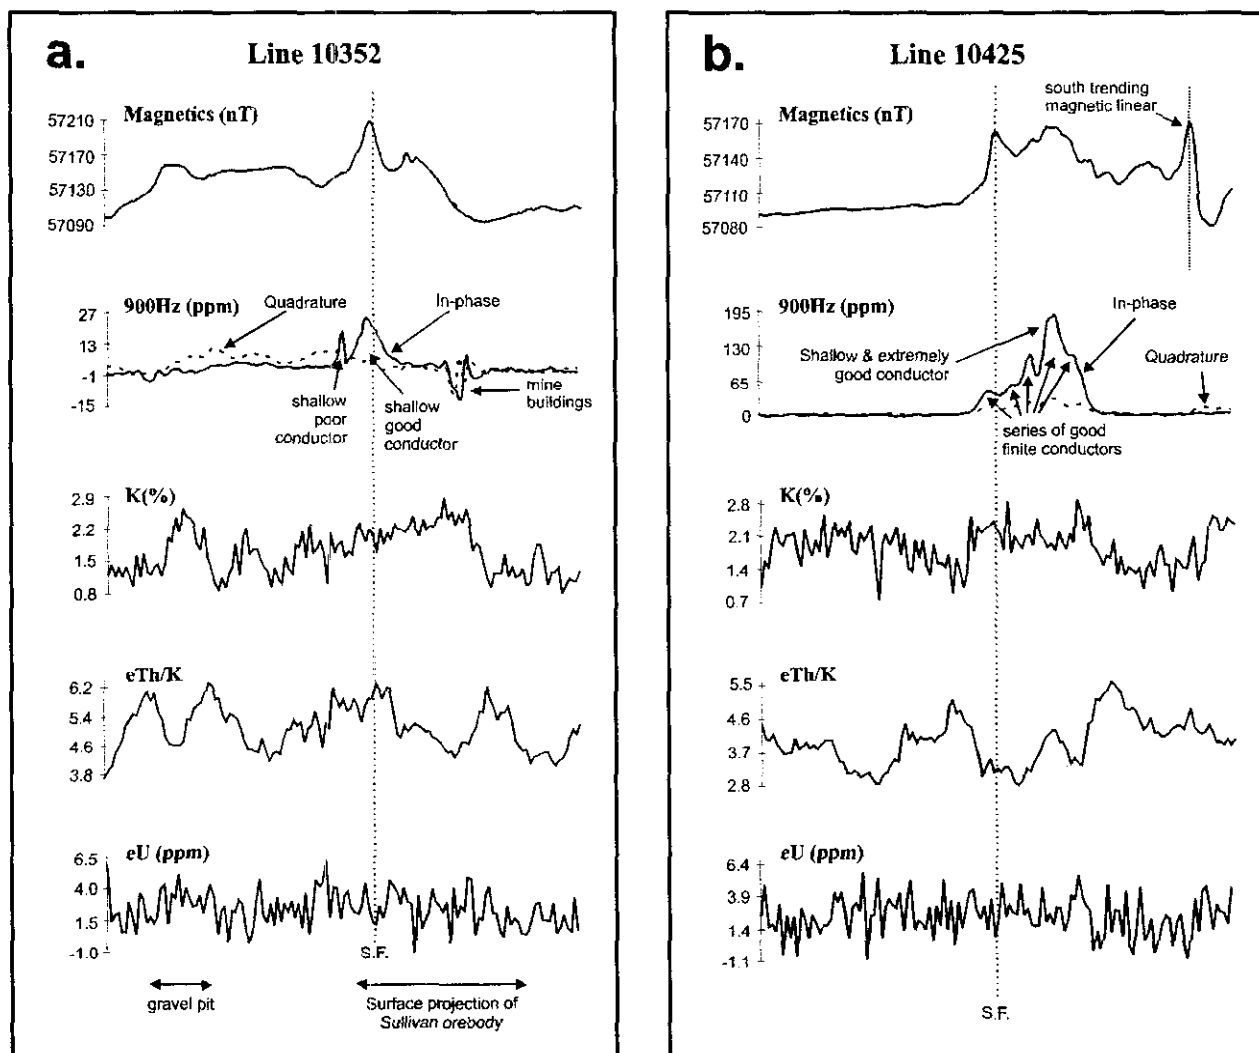 a.
Line 10352
Magnetics (nT)
57210
57170
57130
57090
900Hz (ppm)
27
13
-1
-15
Quadrature
In-phase
shallow
poor
conductor
shallow
good
conductor
mine
buildings
K(%)
2.9
2.2
1.5
0.8
eTh/K
6.2
5.4
4.6
3.8
eU (ppm)
6.5
4.0
1.5
-1.0
S.F.
gravel pit
Surface projection of
Sullivan orebody
b.
Line 10425
south trending
magnetic linear
Magnetics (nT)
57170
57140
57110
57080
900Hz (ppm)
195
130
65
0
In-phase
Shallow & extremely
good conductor
Quadrature
series of good
finite conductors
K(%)
2.8
2.1
1.4
0.7
eTh/K
5.5
4.6
3.7
2.8
eU (ppm)
6.4
3.9
1.4
-1.1
S.F.